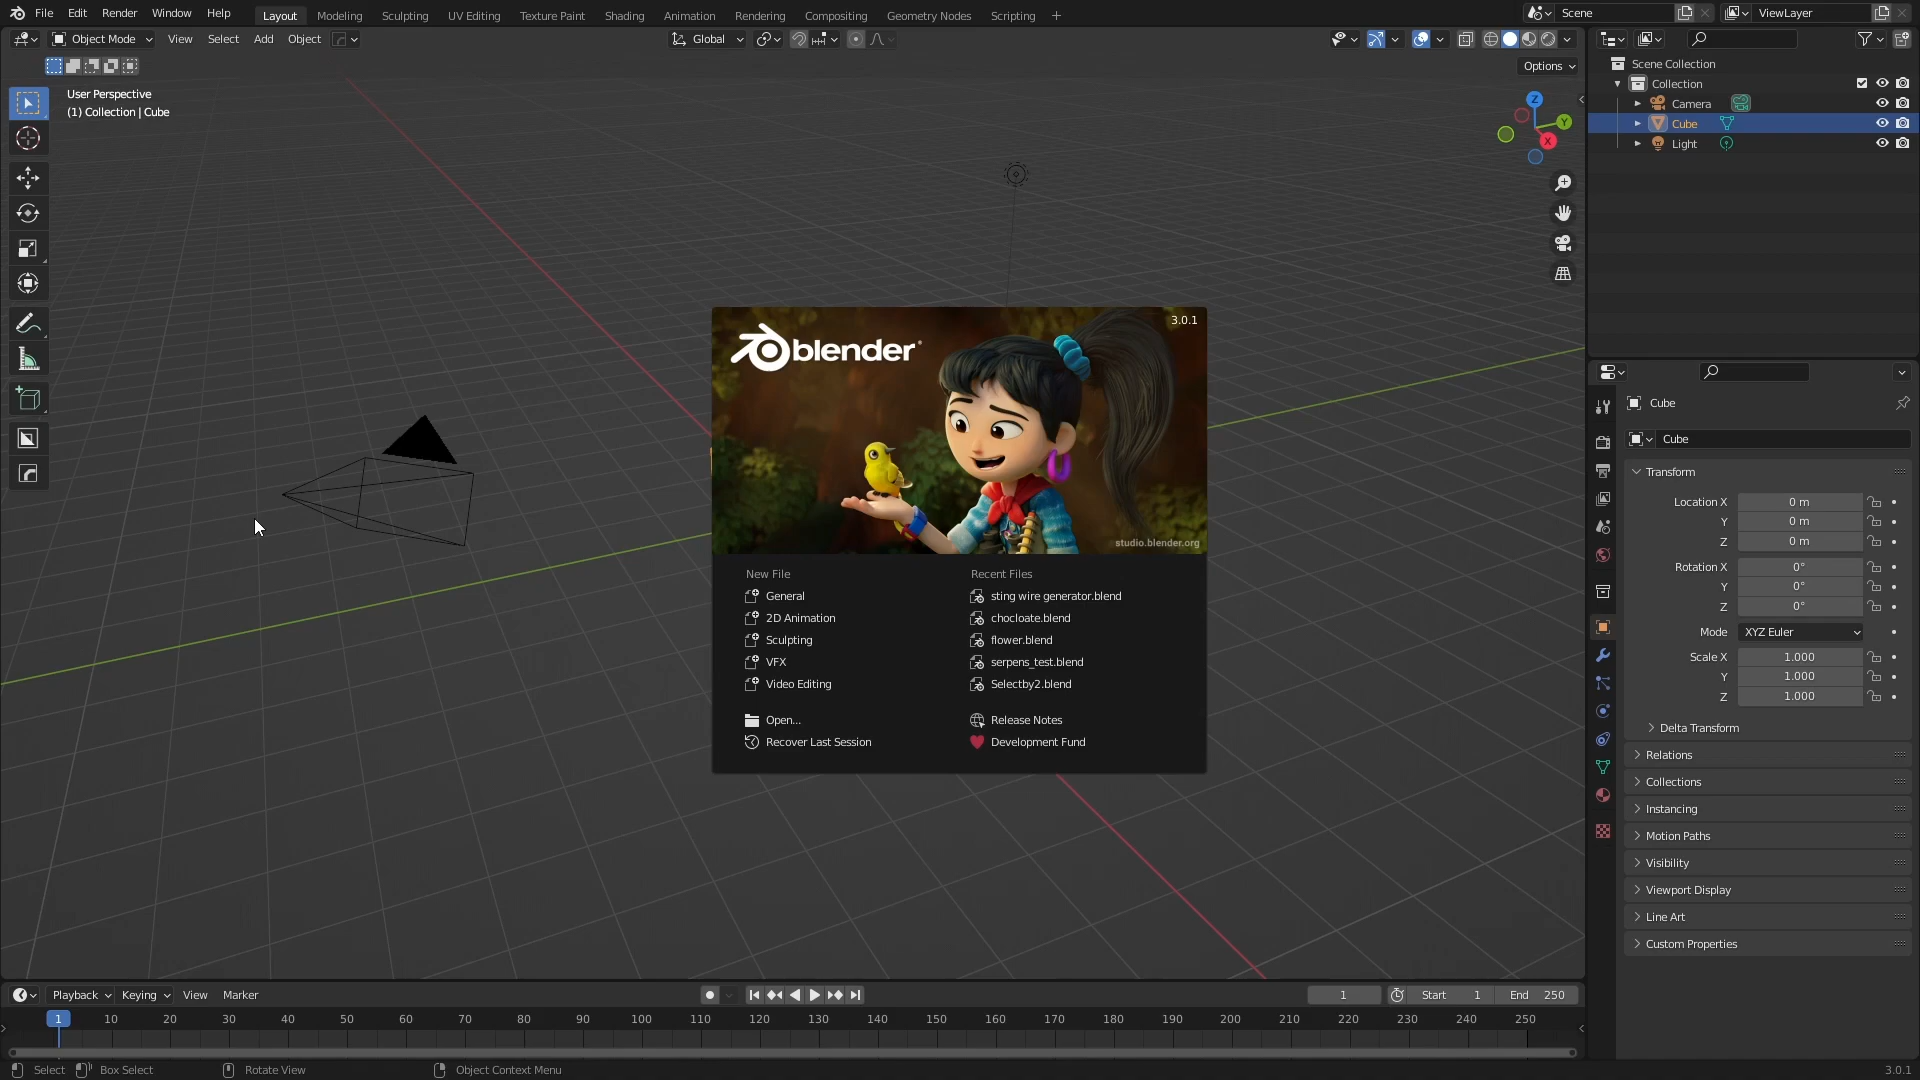 File Edit Render Window Help Layout Modeling Sculpting UV Editing Texture Paint Shading Animation Rendering Compositing Geometry Nodes Scripting + Scene ViewLayer
Object Mode View Select Add Object Global
Options
User Perspective
(1) Collection | Cube
Z
Y
X
Scene Collection
Collection
Camera
Cube
Light
3.0.1
blender
studio.blender.org
New File
General
2D Animation
Sculpting
VFX
Video Editing
Open...
Recover Last Session
Recent Files
sting wire generator.blend
chocloate.blend
flower.blend
serpens_test.blend
Selectby2.blend
Release Notes
Development Fund
Cube
Cube
Transform
Location X 0 m
Y 0 m
Z 0 m
Rotation X 0°
Y 0°
Z 0°
Mode XYZ Euler
Scale X 1.000
Y 1.000
Z 1.000
Delta Transform
Relations
Collections
Instancing
Motion Paths
Visibility
Viewport Display
Line Art
Custom Properties
Playback Keying View Marker 1 Start 1 End 250
1 10 20 30 40 50 60 70 80 90 100 110 120 130 140 150 160 170 180 190 200 210 220 230 240 250
Select Box Select Rotate View Object Context Menu 3.0.1